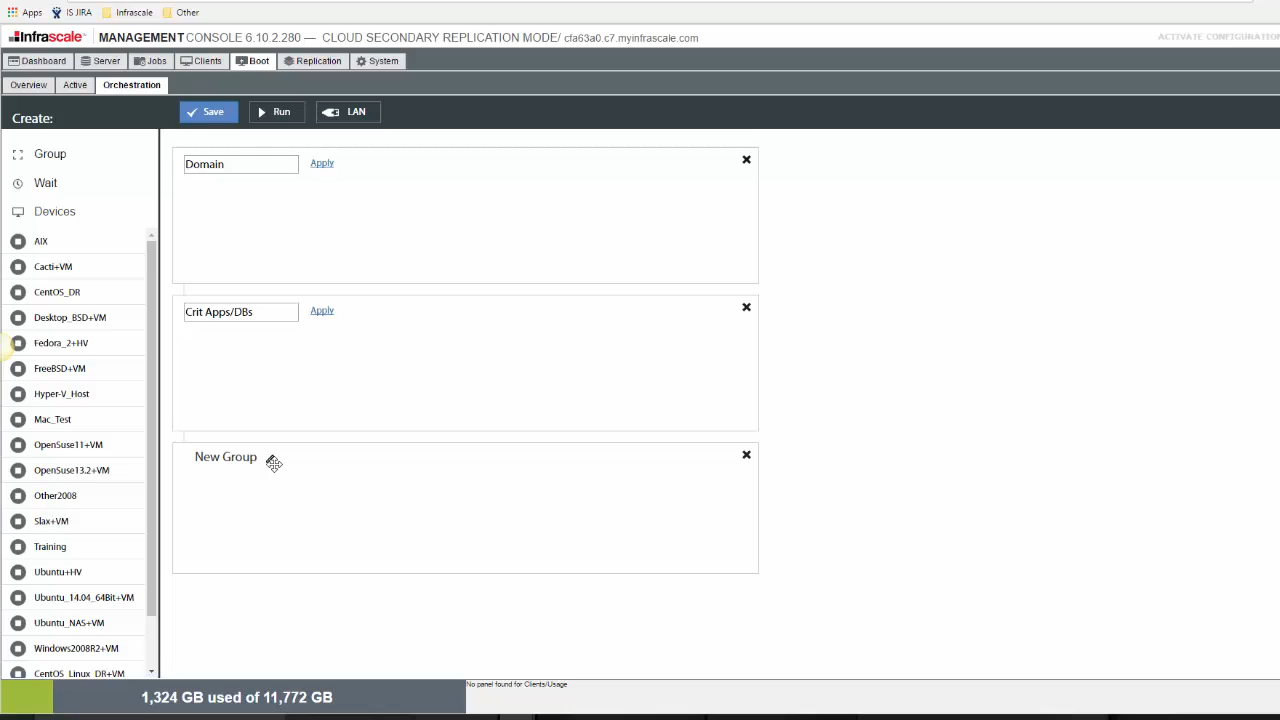 Apps IS JIRA Infrascale Other
Infrascale MANAGEMENT CONSOLE 6.10.2.280 — CLOUD SECONDARY REPLICATION MODE/ cfa63a0.c7.myinfrascale.com ACTIVATE CONFIGURATION
Dashboard Server Jobs Clients Boot Replication System
Overview Active Orchestration
Create: Save Run LAN
Group
Wait
Devices
AIX
Cacti+VM
CentOS_DR
Desktop_BSD+VM
Fedora_2+HV
FreeBSD+VM
Hyper-V_Host
Mac_Test
OpenSuse11+VM
OpenSuse13.2+VM
Other2008
Slax+VM
Training
Ubuntu+HV
Ubuntu_14.04_64Bit+VM
Ubuntu_NAS+VM
Windows2008R2+VM
CentOS_Linux_DR+VM
Domain Apply
Crit Apps/DBs Apply
New Group
1,324 GB used of 11,772 GB
No panel found for Clients/Usage